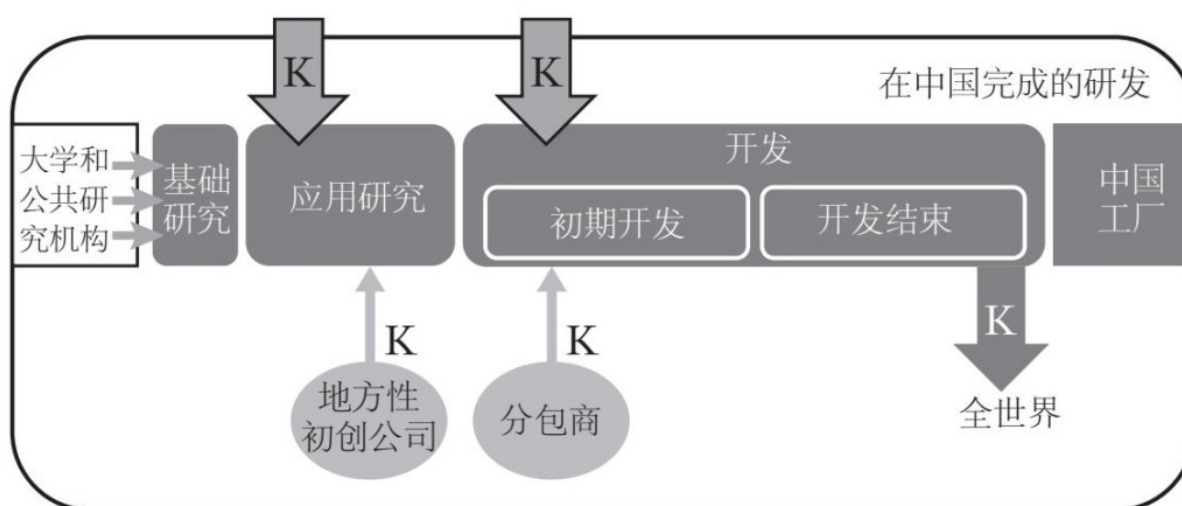 K
K
在中国完成的研发
大学和
公共研
究机构
基础
研究
应用研究
开发
初期开发
开发结束
中国
工厂
K
K
K
地方性
初创公司
分包商
全世界